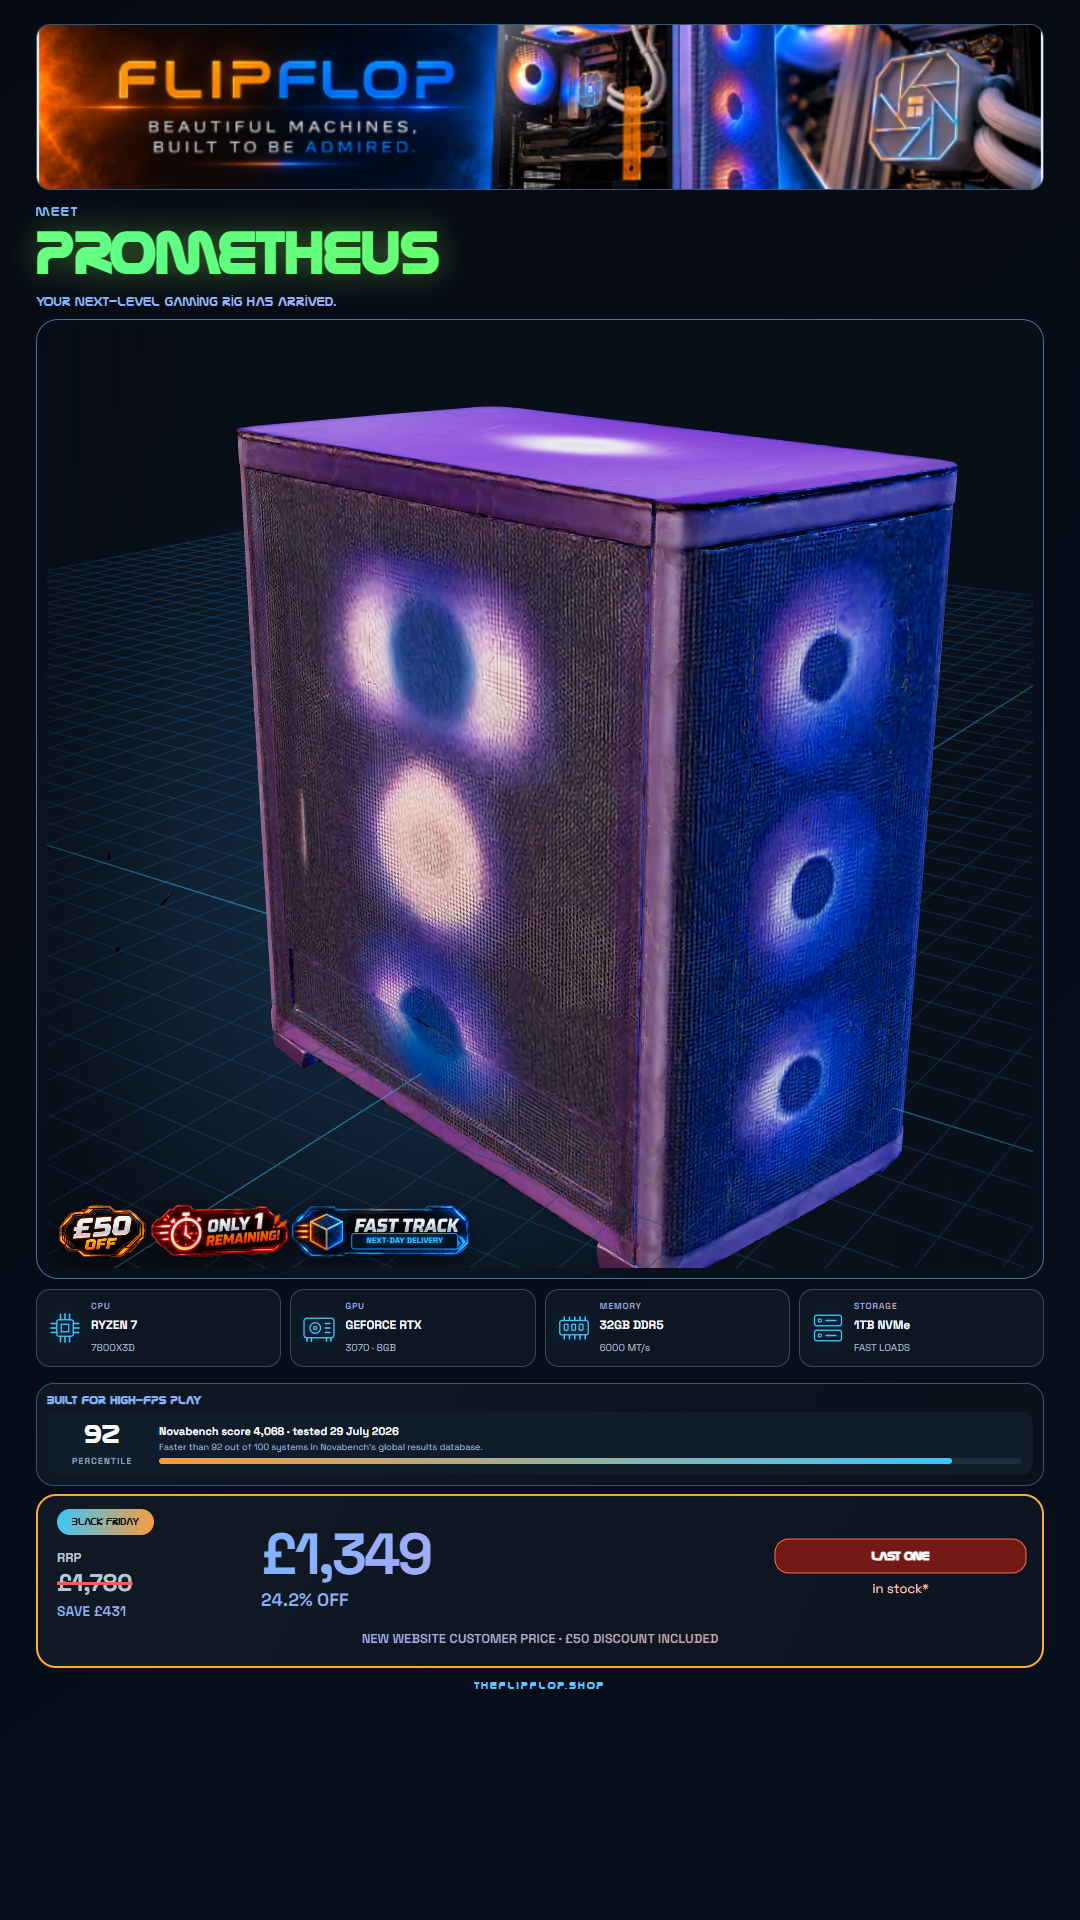 FLIPFLOP
BEAUTIFUL MACHINES,
BUILT TO BE ADMIRED.
MEET
PROMETHEUS
YOUR NEXT-LEVEL GAMING RIG HAS ARRIVED.
£50 OFF
ONLY 1 REMAINING!
FAST TRACK
NEXT-DAY DELIVERY
CPU
RYZEN 7
7800X3D
GPU
GEFORCE RTX
3070 · 8GB
MEMORY
32GB DDR5
6000 MT/s
STORAGE
1TB NVMe
FAST LOADS
BUILT FOR HIGH-FPS PLAY
92
PERCENTILE
Novabench score 4,068 · tested 29 July 2026
Faster than 92 out of 100 systems in Novabench's global results database.
BLACK FRIDAY
RRP
£1,780
SAVE £431
£1,349
24.2% OFF
LAST ONE
in stock*
NEW WEBSITE CUSTOMER PRICE · £50 DISCOUNT INCLUDED
THEFLIPFLOP.SHOP